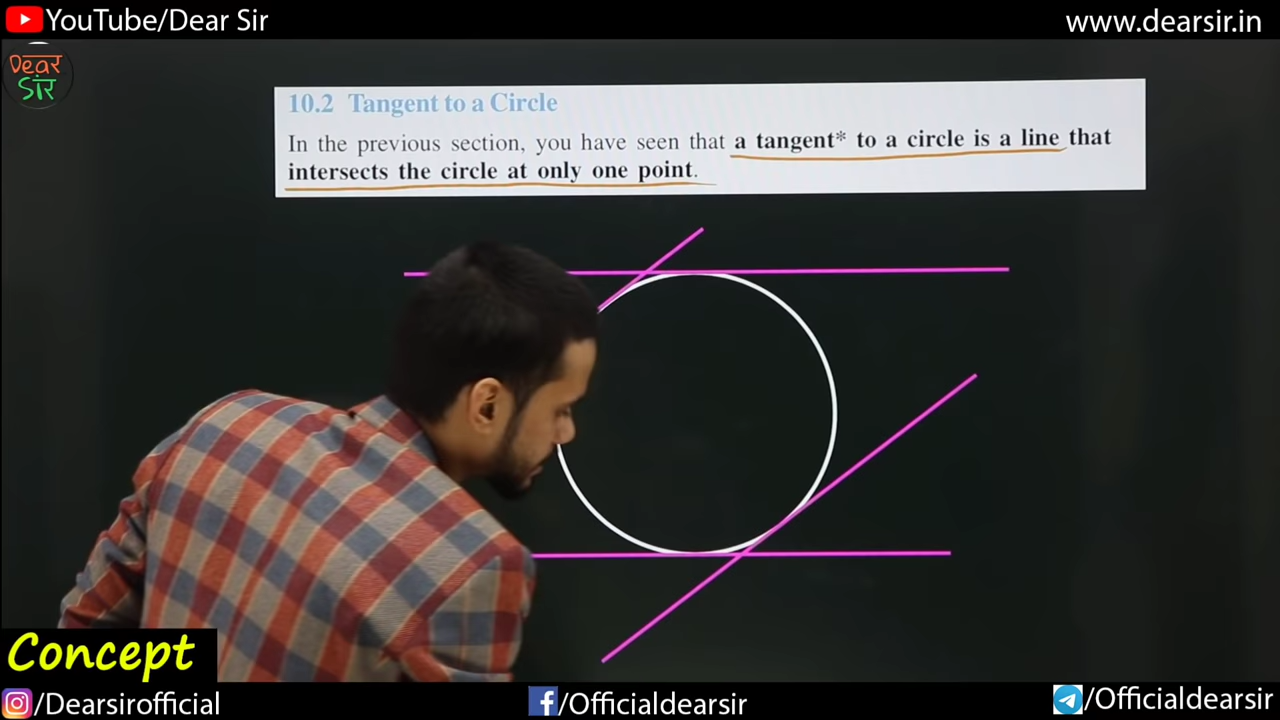 YouTube/Dear Sir
www.dearsir.in
Dear
सर
10.2 Tangent to a Circle
In the previous section, you have seen that a tangent* to a circle is a line that
intersects the circle at only one point.
Concept
/Dearsirofficial
/Officialdearsir
/Officialdearsir